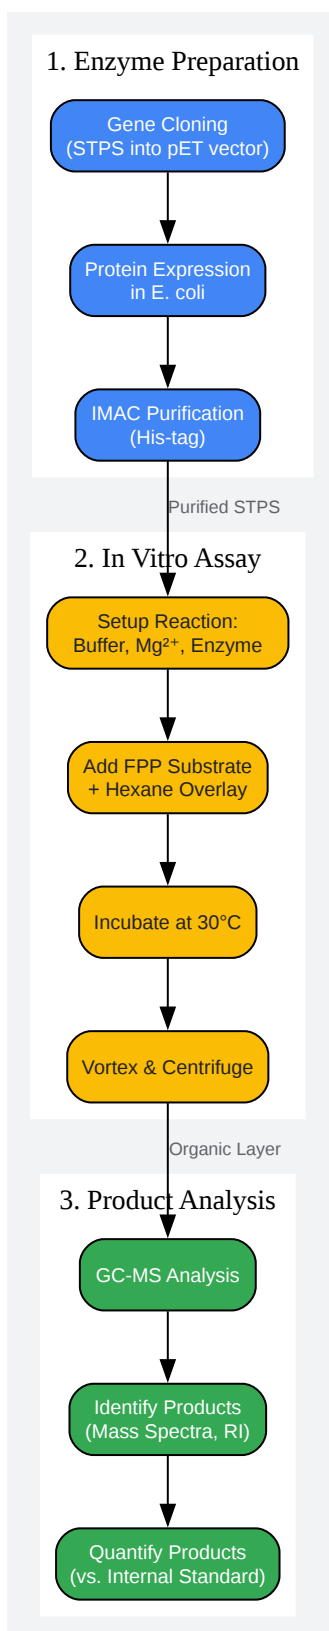 1. Enzyme Preparation
Gene Cloning
(STPS into pET vector)
Protein Expression
in E. coli
IMAC Purification
(His-tag)
Purified STPS
2. In Vitro Assay
Setup Reaction:
Buffer, Mg²⁺, Enzyme
Add FPP Substrate
+ Hexane Overlay
Incubate at 30°C
Vortex & Centrifuge
Organic Layer
3. Product Analysis
GC-MS Analysis
Identify Products
(Mass Spectra, RI)
Quantify Products
(vs. Internal Standard)